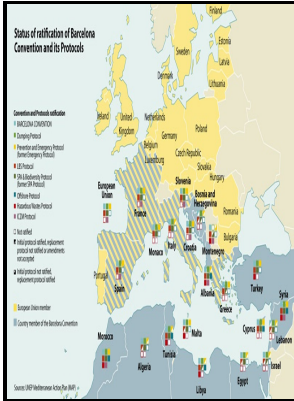 Status of ratification of Barcelona
Convention and its Protocols
Convention and Protocols ratification
BARCELONA CONVENTION
Dumping Protocol
Prevention and Emergency Protocol
(former Emergency Protocol)
LBS Protocol
SPA & Biodiversity Protocol
(former SPA Protocol)
Offshore Protocol
Hazardous Wastes Protocol
ICZM Protocol
Not ratified
Initial protocol ratified, replacement
protocol not ratified or amendments
not accepted
Initial protocol not ratified,
replacement protocol ratified
European Union member
Country member of the Barcelona Convention
Sources: UNEP Mediterranean Action Plan (MAP)
Finland
Sweden
Estonia
Latvia
Lithuania
Denmark
Ireland
United
Kingdom
Netherlands
Poland
Germany
Belgium
Luxemburg
Czech Republic
Slovakia
Hungary
European
Union
Slovenia
Bosnia and
Herzegovina
France
Romania
Monaco
Italy
Croatia
Montenegro
Bulgaria
Portugal
Spain
Albania
Greece
Turkey
Syria
Cyprus
Lebanon
Malta
Morocco
Algeria
Tunisia
Libya
Egypt
Israel